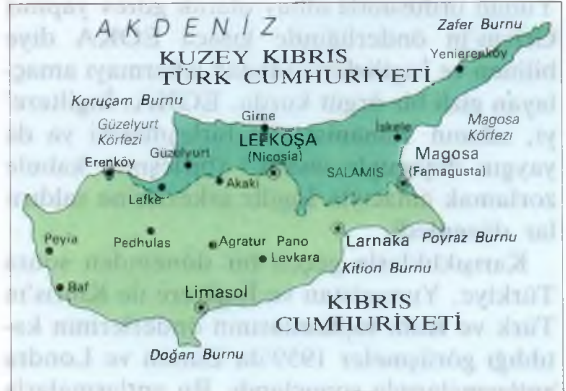 AKDENİZ
Zafer Burnu
KUZEY KIBRIS
TÜRK CUMHURİYETİ
Yenierenköy
Koruçam Burnu
Girne
Güzelyurt
Körfezi
LEFKOŞA
(Nicosia)
İskele
Mağosa
Körfezi
Erenköy
Güzelyurt
Magosa
(Famagusta)
SALAMIS
Akaki
Lefke
Peyia
Pedhulas
Agratur
Pano
Levkara
Larnaka
Poyraz Burnu
Kition Burnu
Baf
Limasol
KIBRIS
CUMHURİYETİ
Doğan Burnu